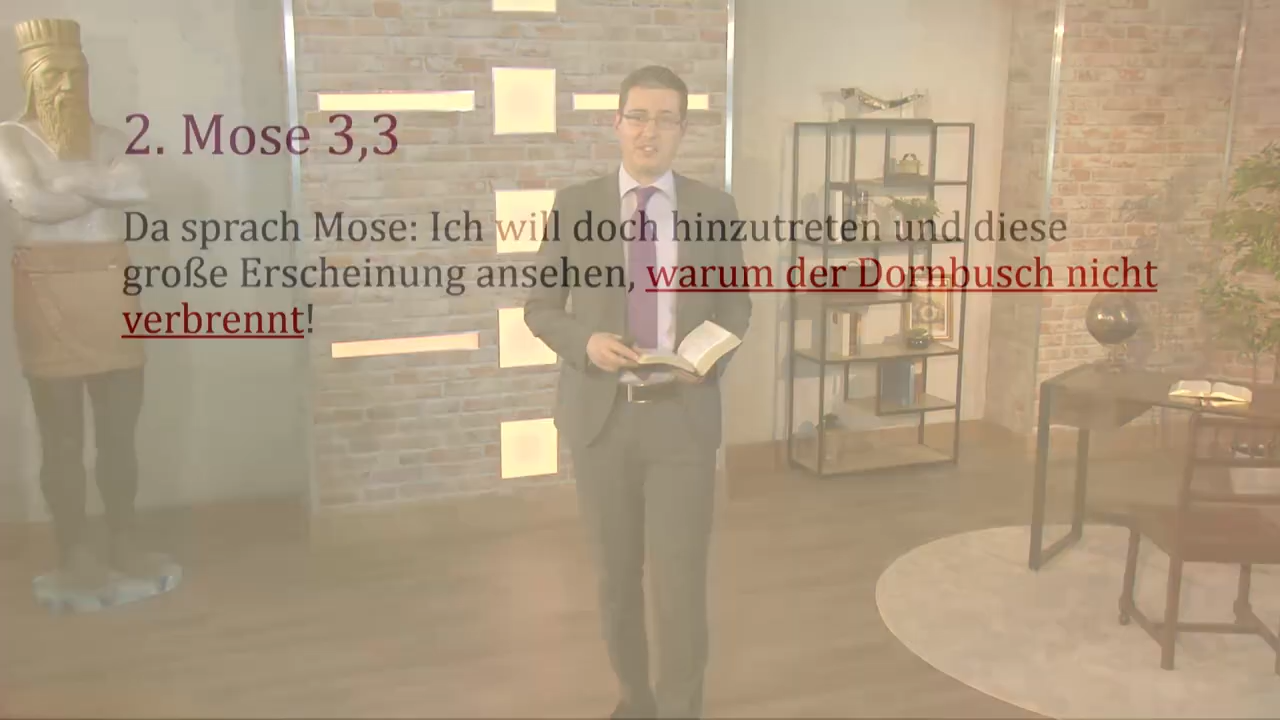 2. Mose 3,3
Da sprach Mose: Ich will doch hinzutreten und diese
große Erscheinung ansehen, warum der Dornbusch nicht
verbrennt!